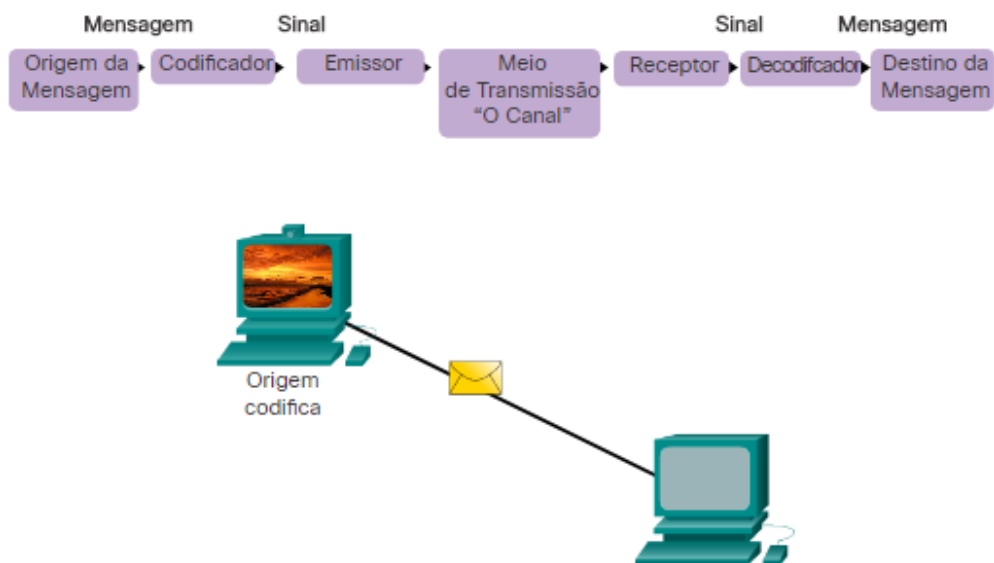 Mensagem Sinal Sinal Mensagem
Origem da Mensagem
Codificador
Emissor
Meio
de Transmissão
“O Canal”
Receptor
Decodifcador
Destino da
Mensagem
Origem
codifica